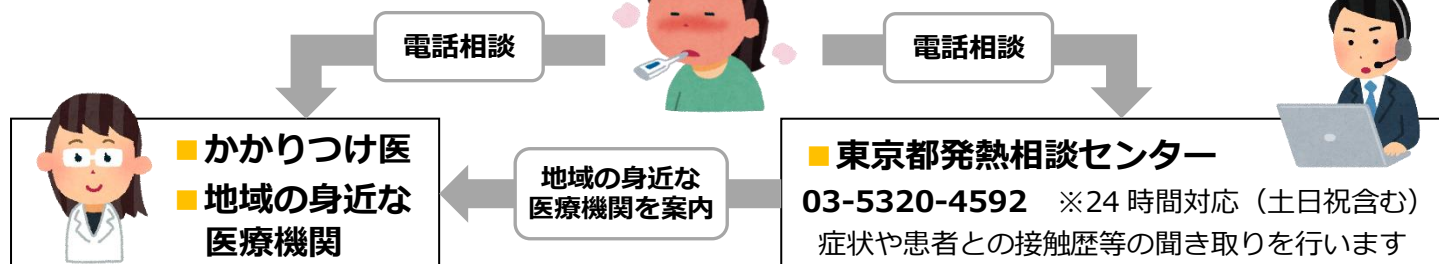 電話相談
電話相談
■かかりつけ医
■地域の身近な
医療機関
地域の身近な
医療機関を案内
■東京都発熱相談センター
03-5320-4592 ※24 時間対応（土日祝含む）
症状や患者との接触歴等の聞き取りを行います